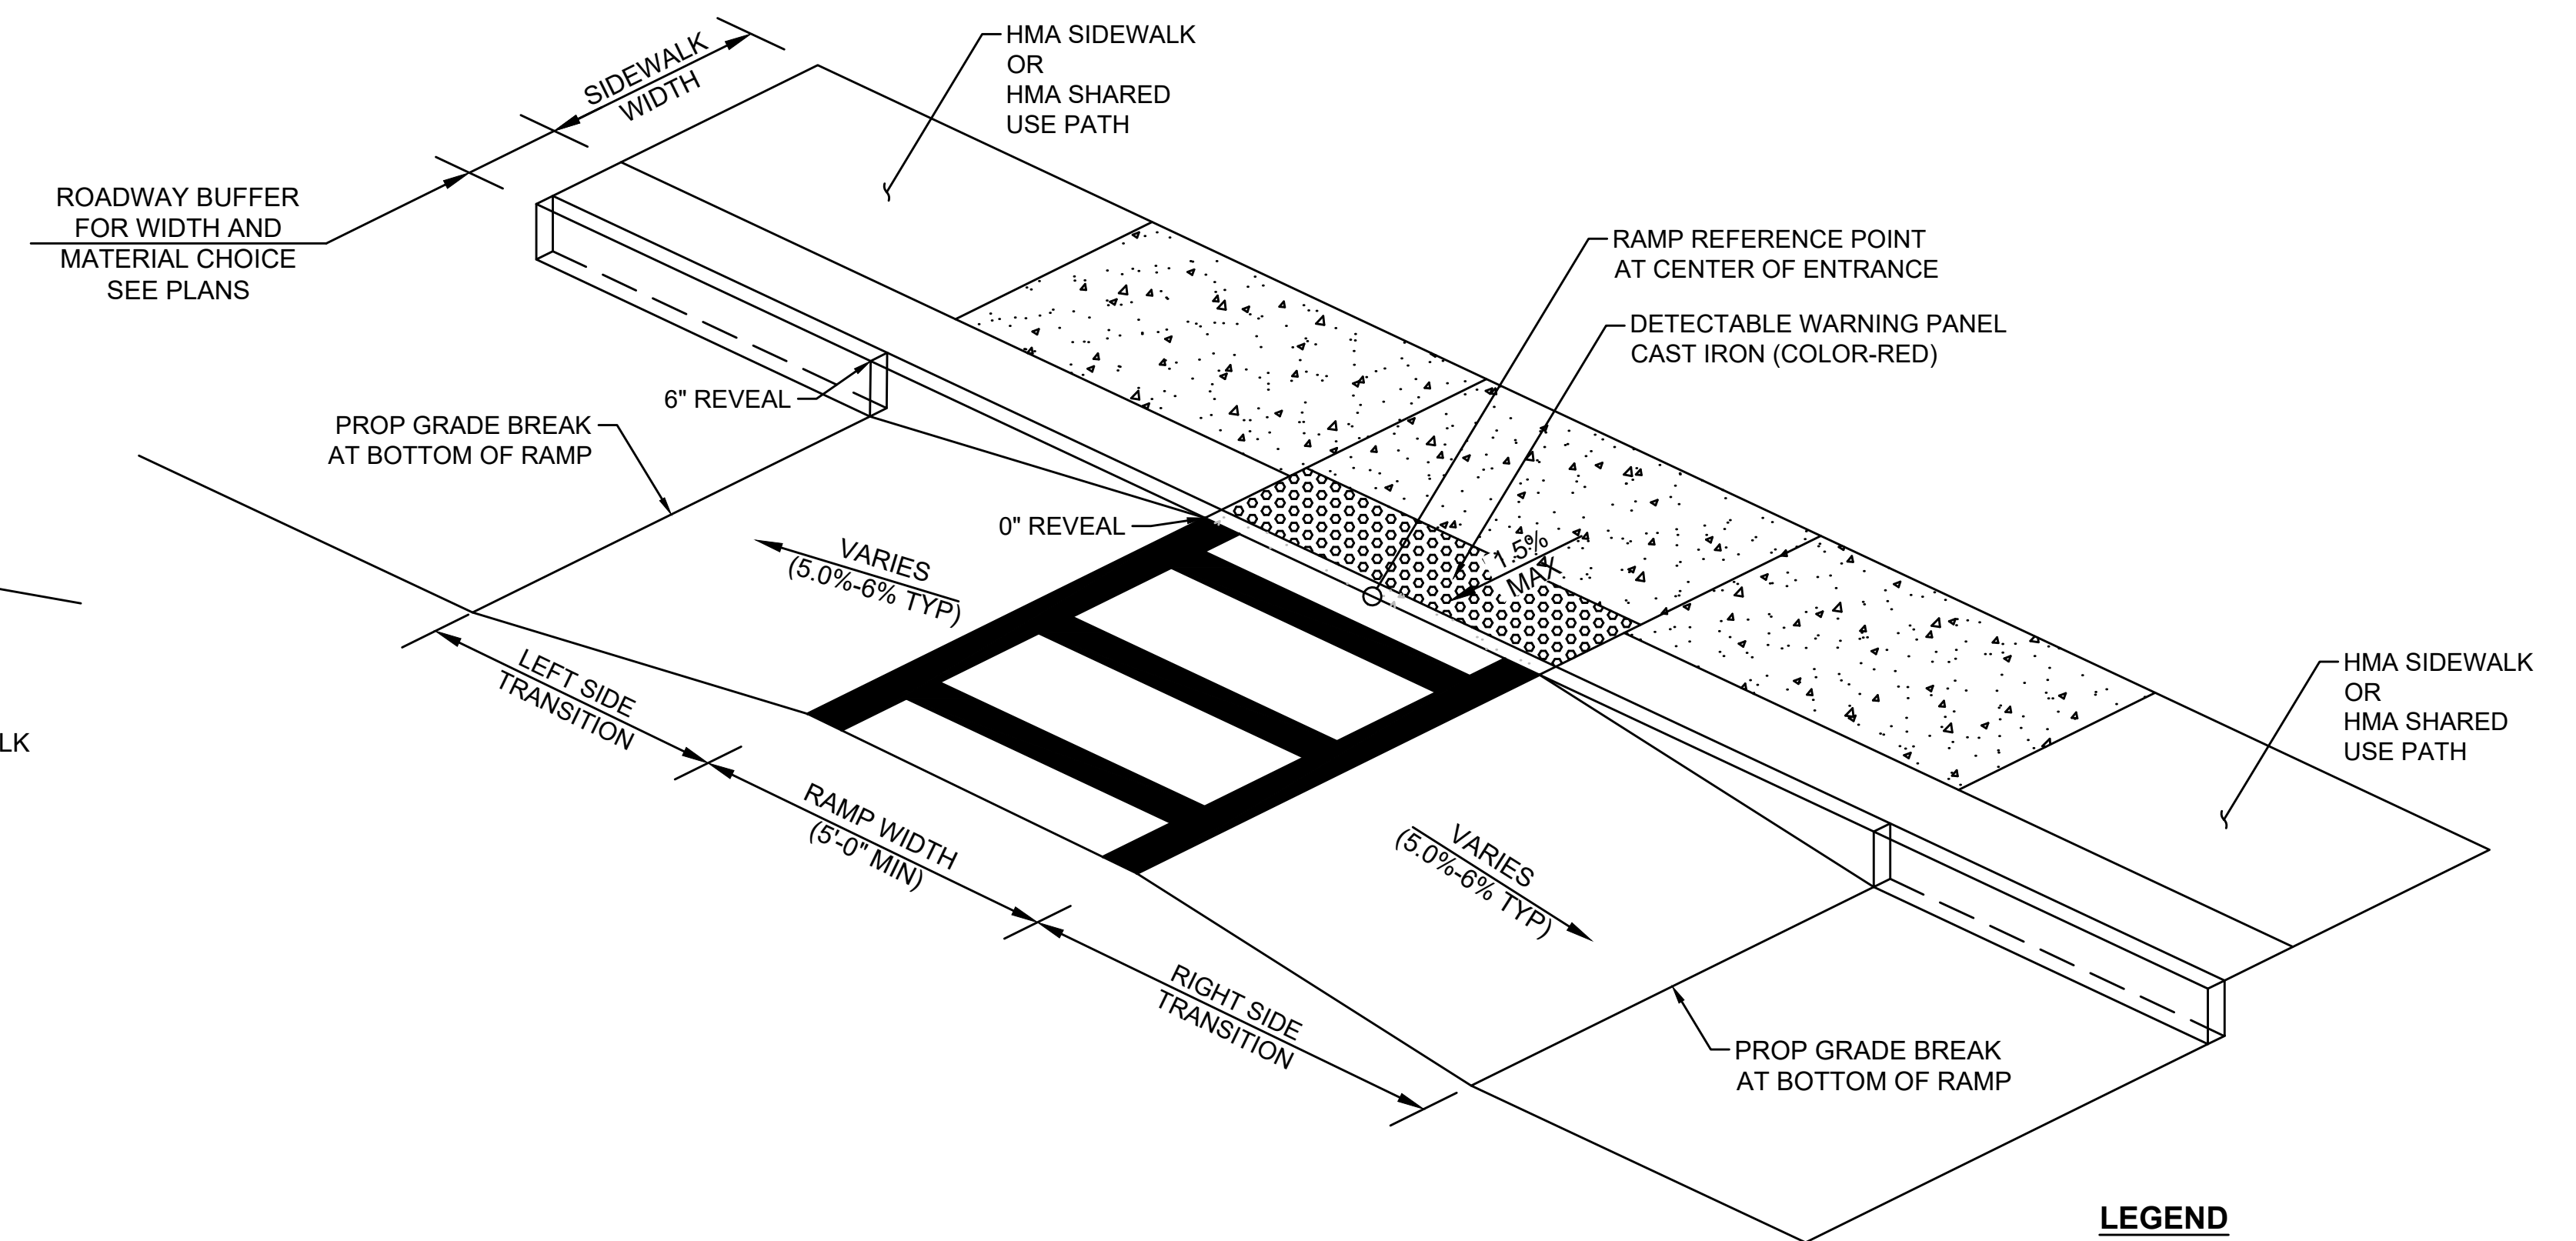 SIDEWALK
WIDTH
HMA SIDEWALK
OR
HMA SHARED
USE PATH
ROADWAY BUFFER
FOR WIDTH AND
MATERIAL CHOICE
SEE PLANS
RAMP REFERENCE POINT
AT CENTER OF ENTRANCE
DETECTABLE WARNING PANEL
CAST IRON (COLOR-RED)
6" REVEAL
PROP GRADE BREAK
AT BOTTOM OF RAMP
0" REVEAL
1.5%
MAX
VARIES
(5.0%-6% TYP)
LEFT SIDE
TRANSITION
LK
HMA SIDEWALK
OR
HMA SHARED
USE PATH
RAMP WIDTH
(5'-0" MIN)
VARIES
(5.0%-6% TYP)
RIGHT SIDE
TRANSITION
PROP GRADE BREAK
AT BOTTOM OF RAMP
LEGEND